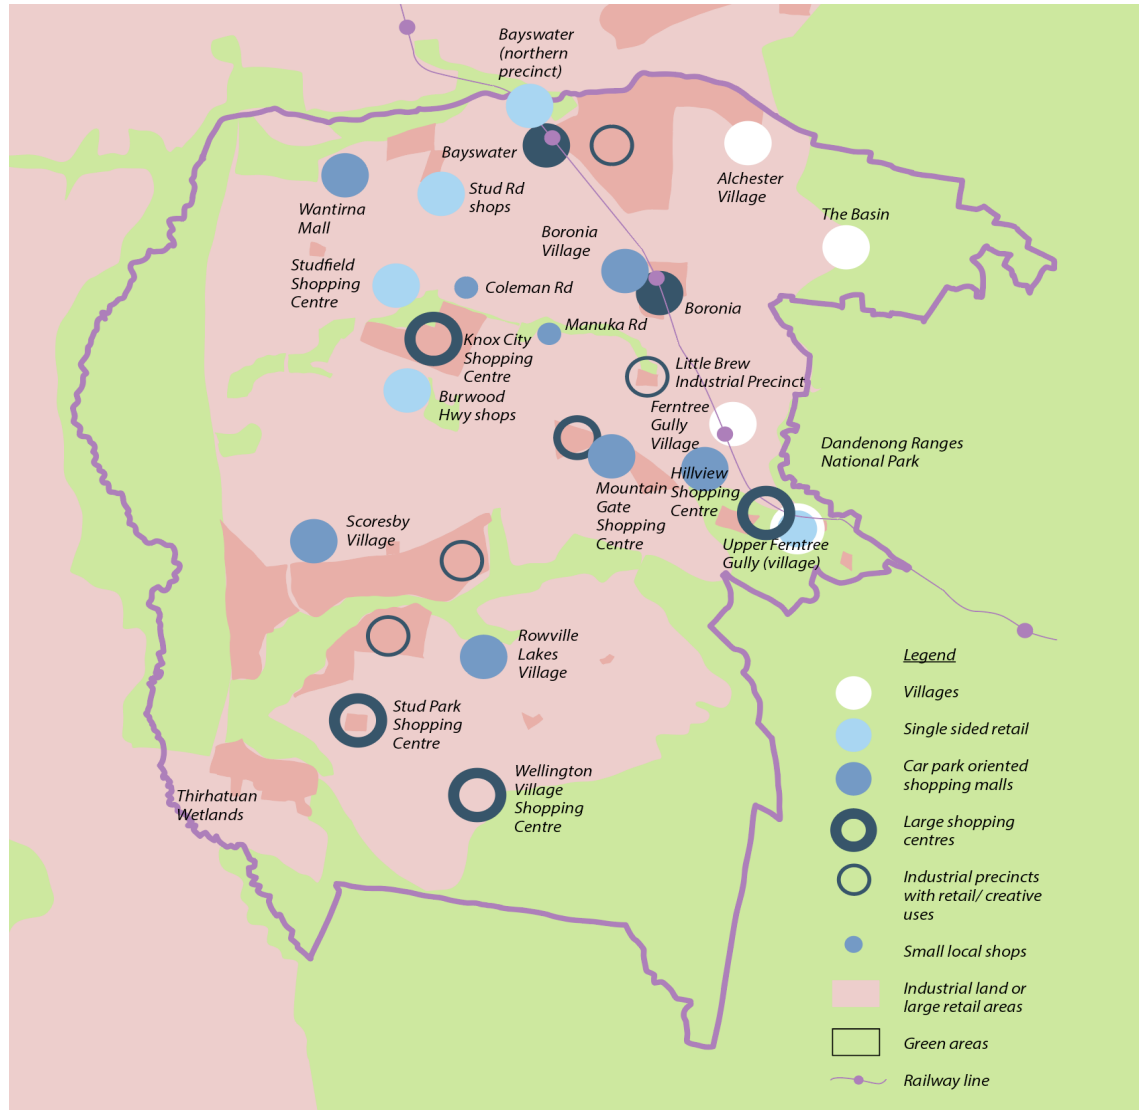 Bayswater
(northern
precinct)
Bayswater
Alchester
Village
Stud Rd
shops
Wantirna
Mall
The Basin
Boronia
Village
Studfield
Shopping
Centre
Coleman Rd
Boronia
Manuka Rd
Knox City
Shopping
Centre
Little Brew
Industrial Precinct
Burwood
Hwy shops
Ferntree
Gully
Village
Dandenong Ranges
National Park
Hillview
Shopping
Centre
Mountain
Gate
Shopping
Centre
Scoresby
Village
Upper Ferntree
Gully (village)
Rowville
Lakes
Village
Stud Park
Shopping
Centre
Wellington
Village
Shopping
Centre
Thirhatuan
Wetlands
Legend
Villages
Single sided retail
Car park oriented
shopping malls
Large shopping
centres
Industrial precincts
with retail/ creative
uses
Small local shops
Industrial land or
large retail areas
Green areas
Railway line